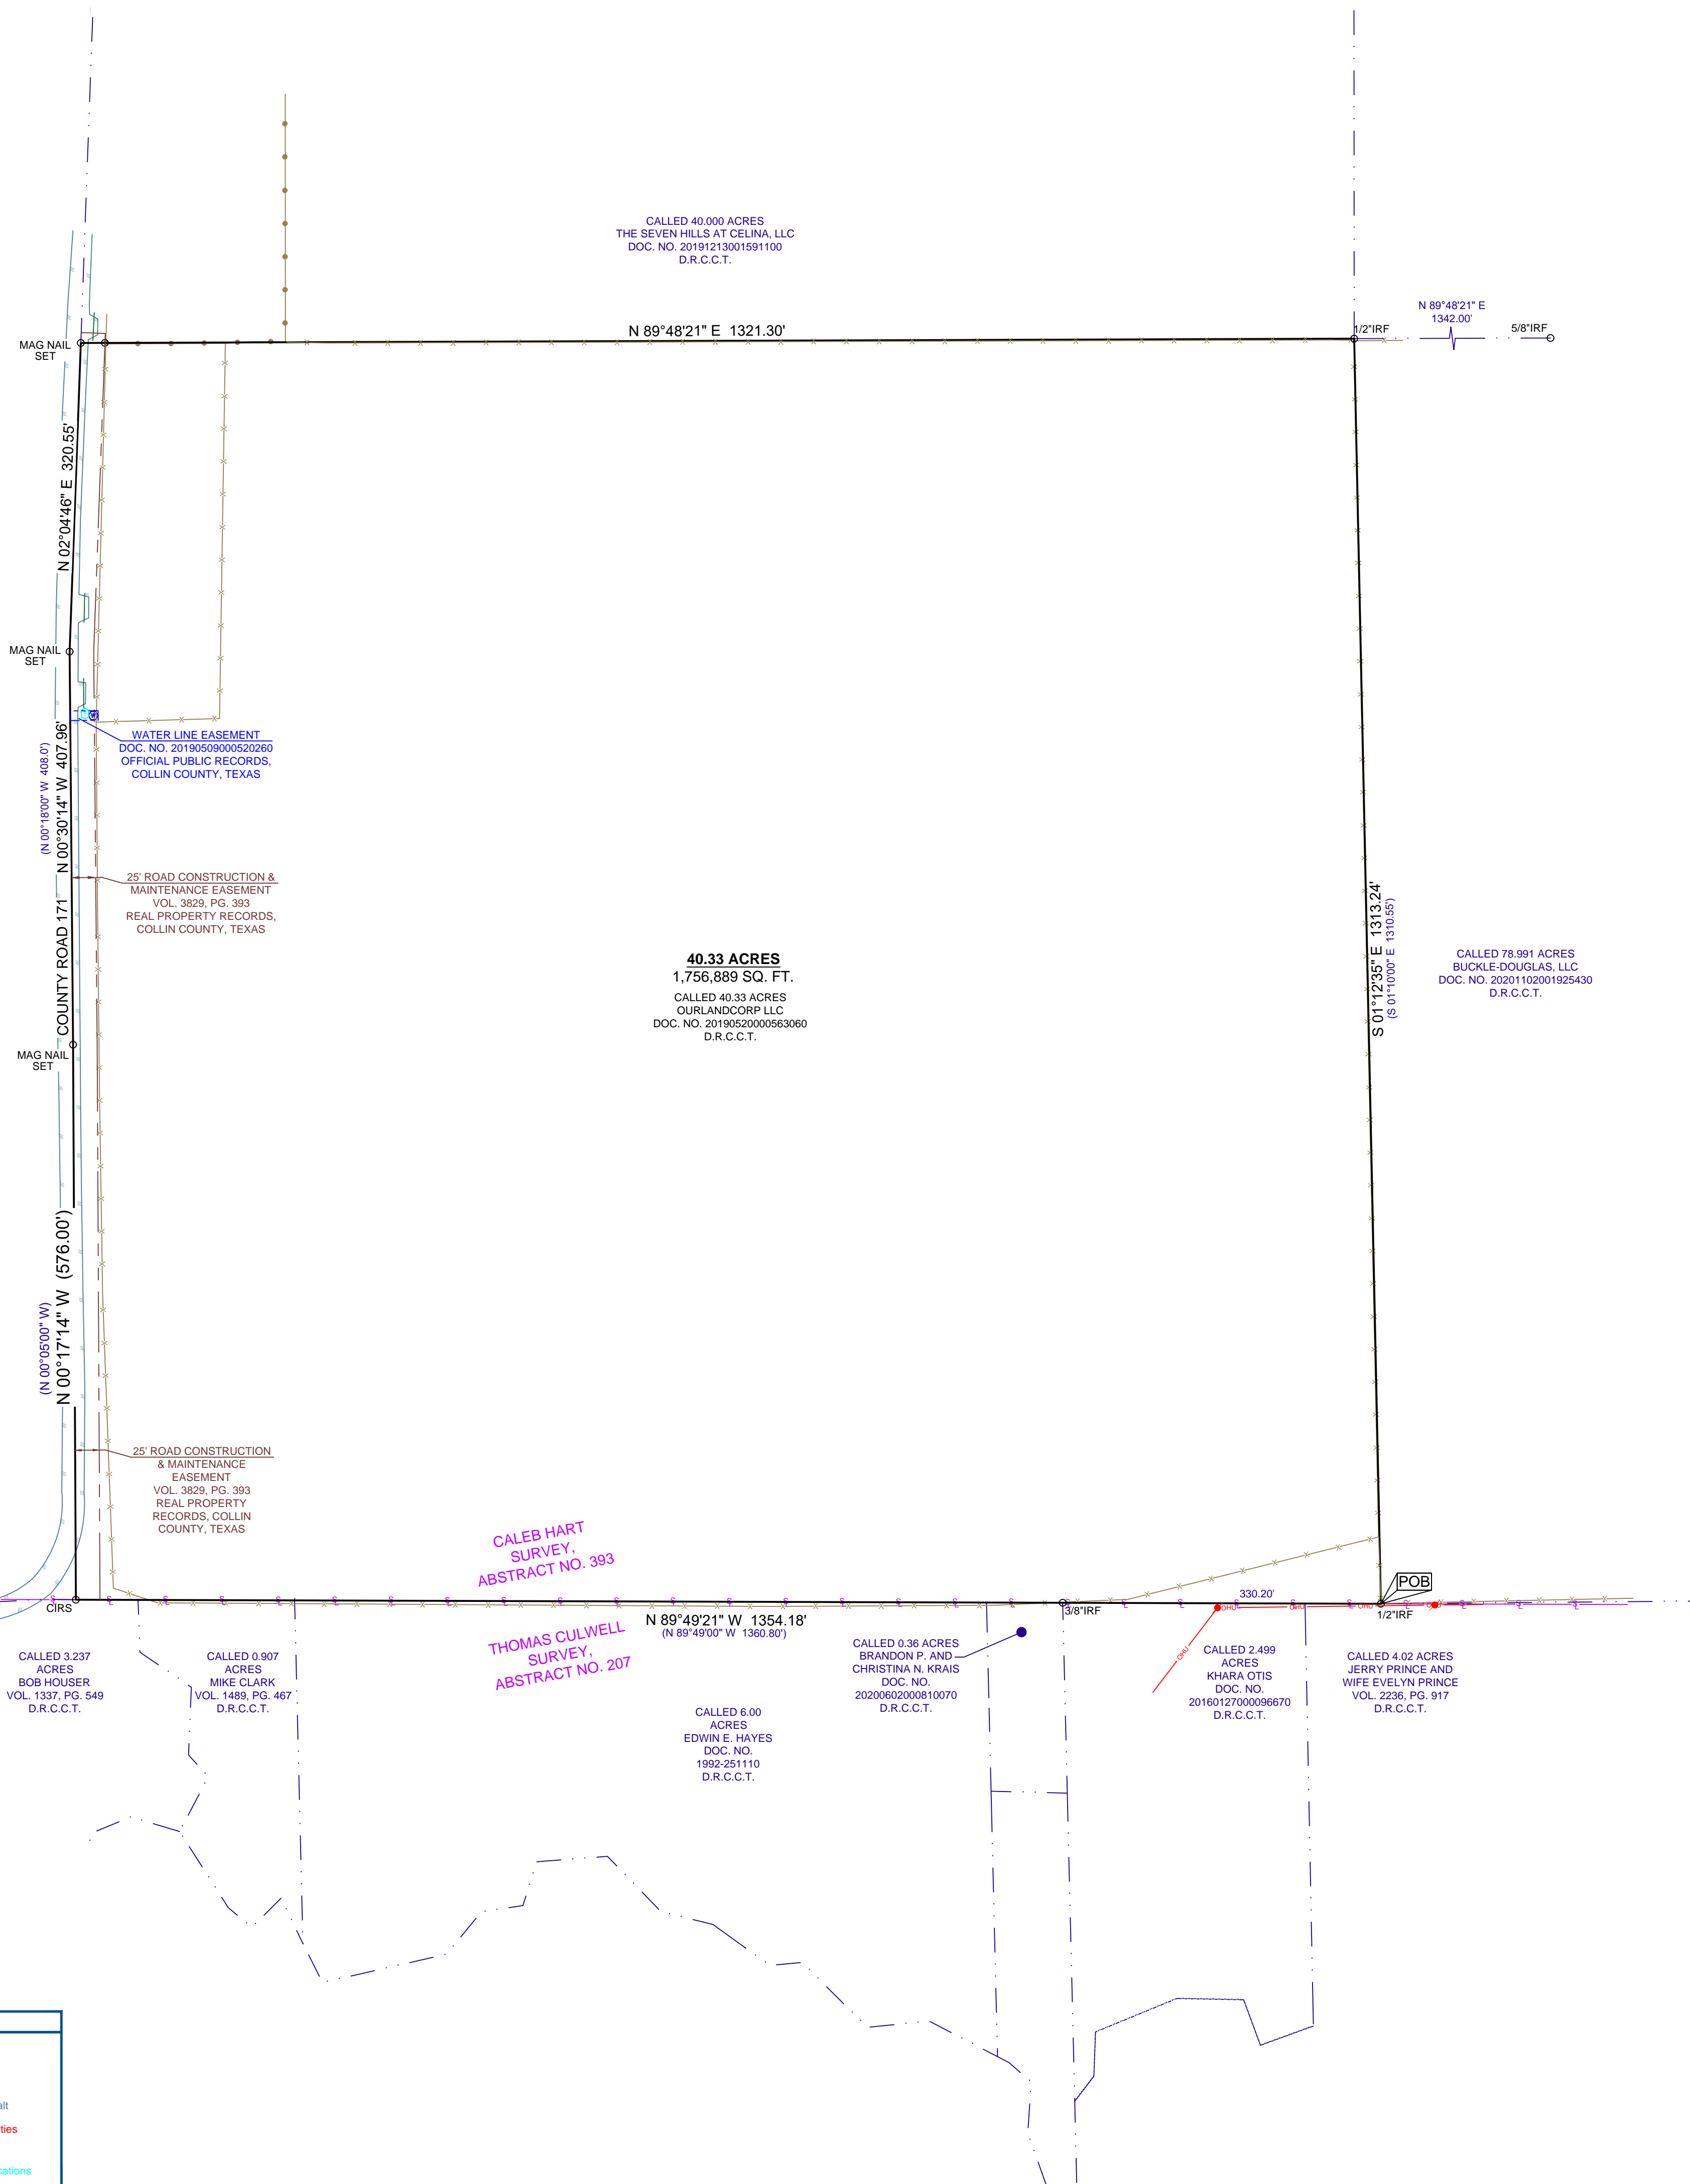 CALLED 40.000 ACRES
THE SEVEN HILLS AT CELINA, LLC
DOC. NO. 20191213001591100
D.R.C.C.T.
N 89°48'21" E
1342.00'
5/8"IRF
1/2"IRF
N 89°48'21" E 1321.30'
MAG NAIL
SET
N 02°04'46" E 320.55'
MAG NAIL
SET
WATER LINE EASEMENT
DOC. NO. 20190509000520260
OFFICIAL PUBLIC RECORDS,
COLLIN COUNTY, TEXAS
(N 00°18'00" W 408.0')
N 00°30'14" W 407.96'
25' ROAD CONSTRUCTION &
MAINTENANCE EASEMENT
VOL. 3829, PG. 393
REAL PROPERTY RECORDS,
COLLIN COUNTY, TEXAS
COUNTY ROAD 171
MAG NAIL
SET
40.33 ACRES
1,756,889 SQ. FT.
CALLED 40.33 ACRES
OURLANDCORP LLC
DOC. NO. 20190520000563060
D.R.C.C.T.
S 01°12'35" E 1313.24'
(S 01°10'00" E 1310.55')
CALLED 78.991 ACRES
BUCKLE-DOUGLAS, LLC
DOC. NO. 20201102001925430
D.R.C.C.T.
(N 00°05'00" W)
N 00°17'14" W (576.00')
25' ROAD CONSTRUCTION
& MAINTENANCE
EASEMENT
VOL. 3829, PG. 393
REAL PROPERTY
RECORDS, COLLIN
COUNTY, TEXAS
CALEB HART
SURVEY,
ABSTRACT NO. 393
POB
330.20'
CIRS
3/8"IRF
1/2"IRF
OHU
OHU
OHU
OHU
OHU
N 89°49'21" W 1354.18'
(N 89°49'00" W 1360.80')
THOMAS CULWELL
SURVEY,
ABSTRACT NO. 207
CALLED 3.237
ACRES
BOB HOUSER
VOL. 1337, PG. 549
D.R.C.C.T.
CALLED 0.907
ACRES
MIKE CLARK
VOL. 1489, PG. 467
D.R.C.C.T.
CALLED 6.00
ACRES
EDWIN E. HAYES
DOC. NO.
1992-251110
D.R.C.C.T.
CALLED 0.36 ACRES
BRANDON P. AND
CHRISTINA N. KRAIS
DOC. NO.
20200602000810070
D.R.C.C.T.
CALLED 2.499
ACRES
KHARA OTIS
DOC. NO.
20160127000096670
D.R.C.C.T.
CALLED 4.02 ACRES
JERRY PRINCE AND
WIFE EVELYN PRINCE
VOL. 2236, PG. 917
D.R.C.C.T.
alt
ties
cations